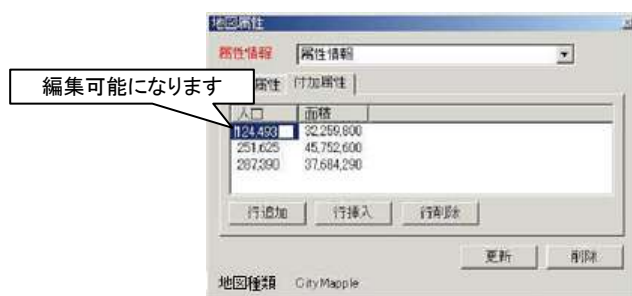 地図属性
属性情報 属性情報
編集可能になります
属性 付加属性
人口 面積
124,493 32,259,800
251,625 45,752,600
287,390 37,684,290
行追加 行挿入 行削除
更新 削除
地図種類 CityMapple